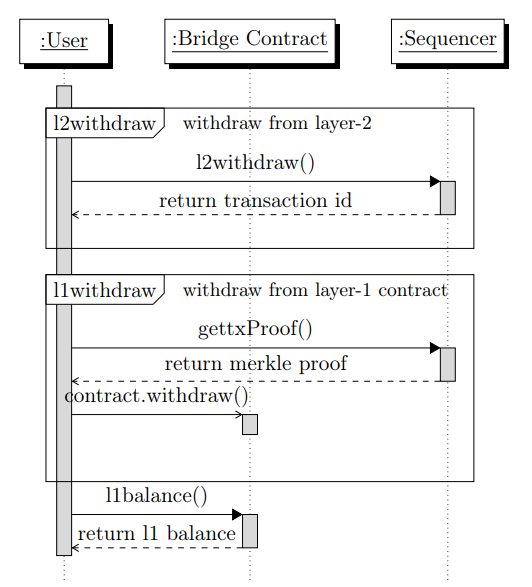 :User
:Bridge Contract
:Sequencer
l2withdraw
withdraw from layer-2
l2withdraw()
return transaction id
l1withdraw
withdraw from layer-1 contract
gettxProof()
return merkle proof
contract.withdraw()
l1balance()
return l1 balance